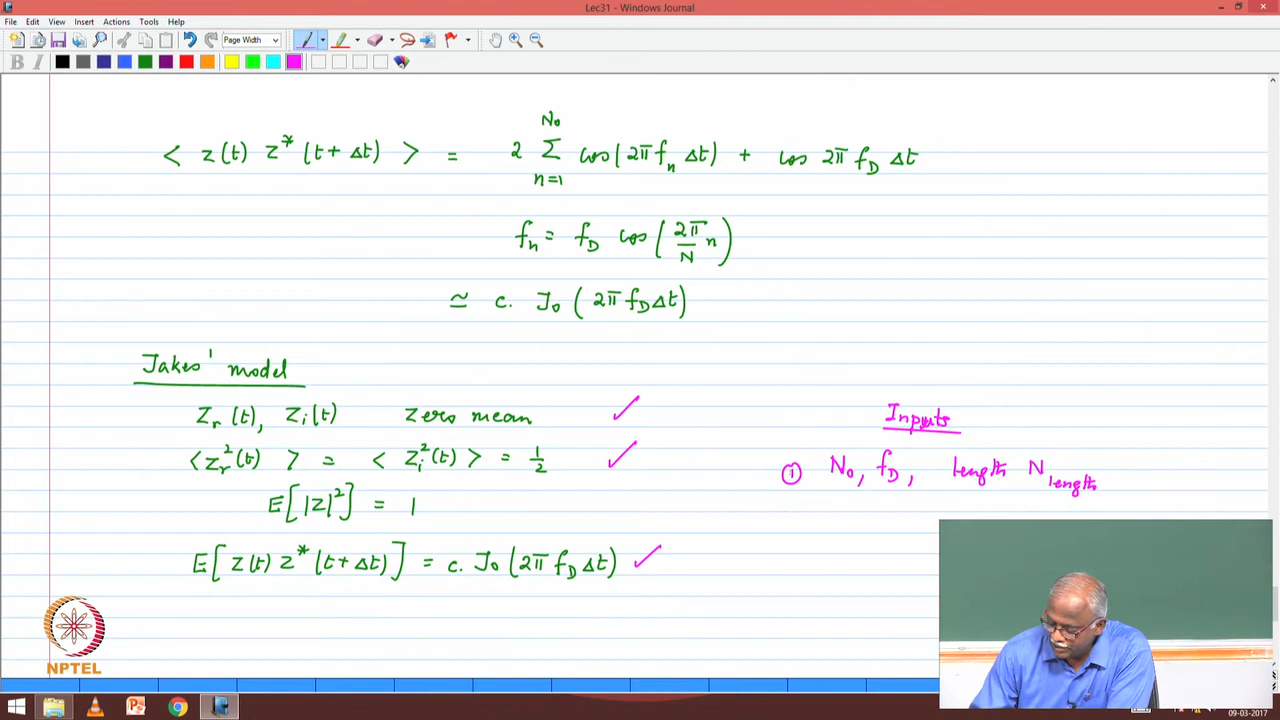 Lec31 - Windows Journal
File Edit View Insert Actions Tools Help
Page Width
B I
< z(t) z*(t+Δt) > = 2 Σ_{n=1}^{N₀} cos(2π f_n Δt) + cos 2π f_D Δt
f_n = f_D cos(2π/N n)
≃ c. J₀(2π f_D Δt)
Jakes' model
Z_r(t), Z_i(t) Zero mean ✓
<Z_r²(t)> = <Z_i²(t)> = 1/2 ✓
E[|Z|²] = 1
E[Z(t) Z*(t+Δt)] = c. J₀(2π f_D Δt) ✓
Inputs
① N₀, f_D, length N_length
NPTEL
09-03-2017